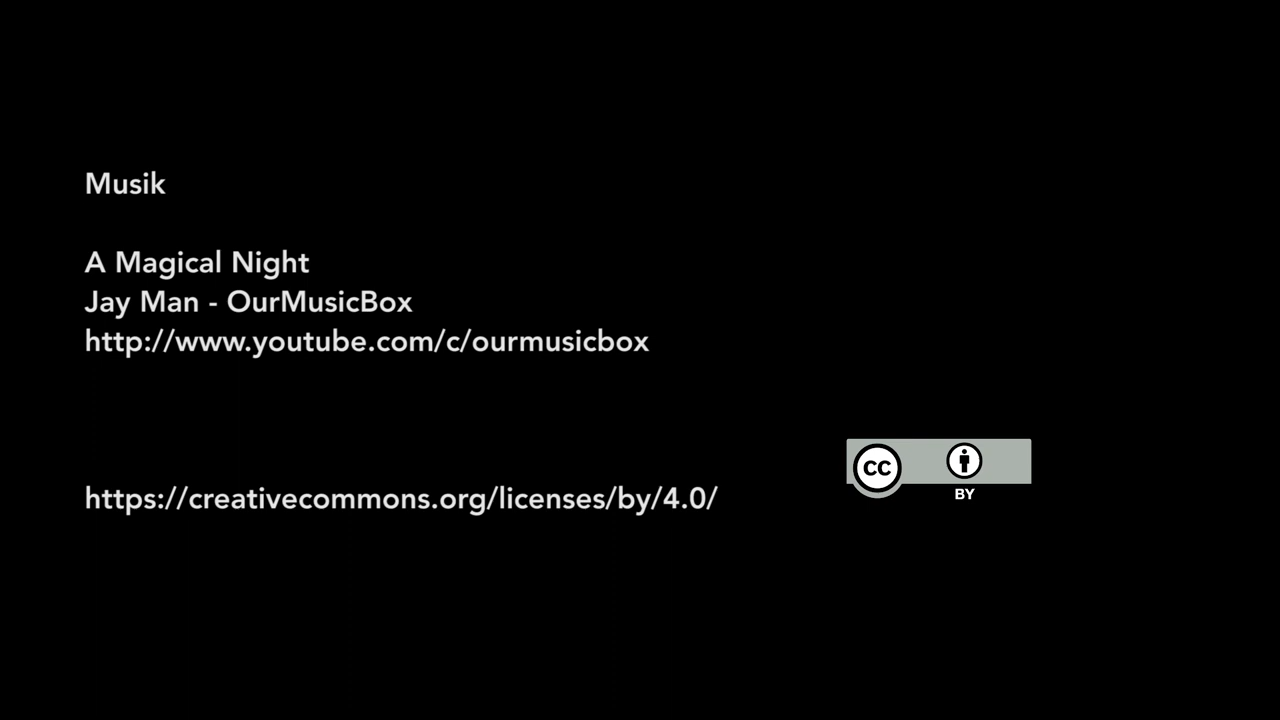 Musik
A Magical Night
Jay Man - OurMusicBox
http://www.youtube.com/c/ourmusicbox
https://creativecommons.org/licenses/by/4.0/
CC
BY